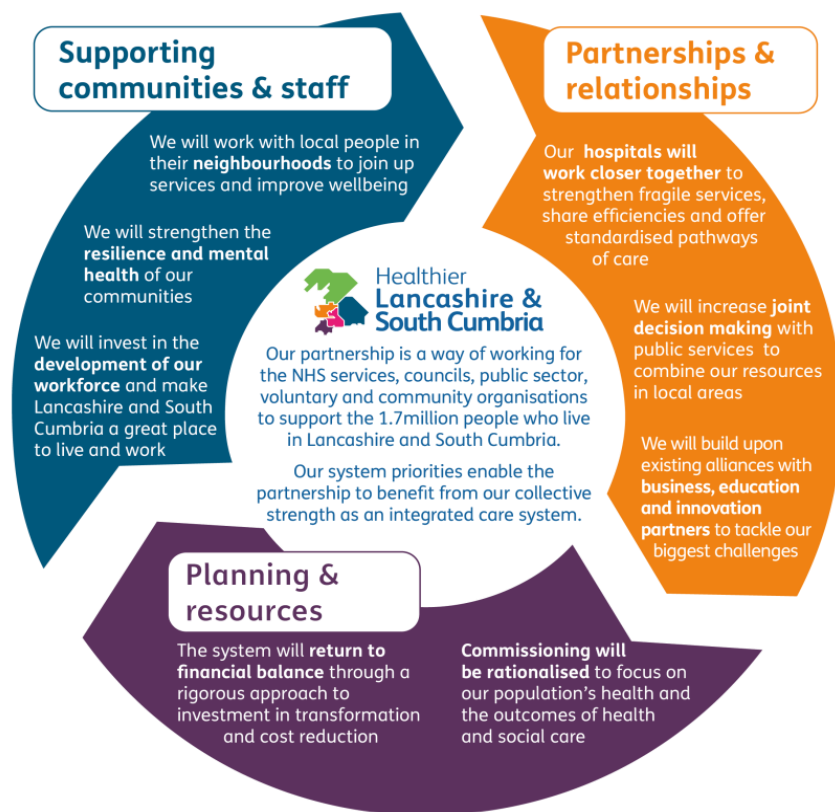 Supporting
communities & staff
We will work with local people in
their neighbourhoods to join up
services and improve wellbeing
We will strengthen the
resilience and mental
health of our
communities
We will invest in the
development of our
workforce and make
Lancashire and South
Cumbria a great place
to live and work
Partnerships &
relationships
Our hospitals will
work closer together to
strengthen fragile services,
share efficiencies and offer
standardised pathways
of care
We will increase joint
decision making with
public services to
combine our resources
in local areas
We will build upon
existing alliances with
business, education
and innovation
partners to tackle our
biggest challenges
Healthier
Lancashire &
South Cumbria
Our partnership is a way of working for
the NHS services, councils, public sector,
voluntary and community organisations
to support the 1.7million people who live
in Lancashire and South Cumbria.
Our system priorities enable the
partnership to benefit from our collective
strength as an integrated care system.
Planning &
resources
The system will return to
financial balance through a
rigorous approach to
investment in transformation
and cost reduction
Commissioning will
be rationalised to focus on
our population's health and
the outcomes of health
and social care